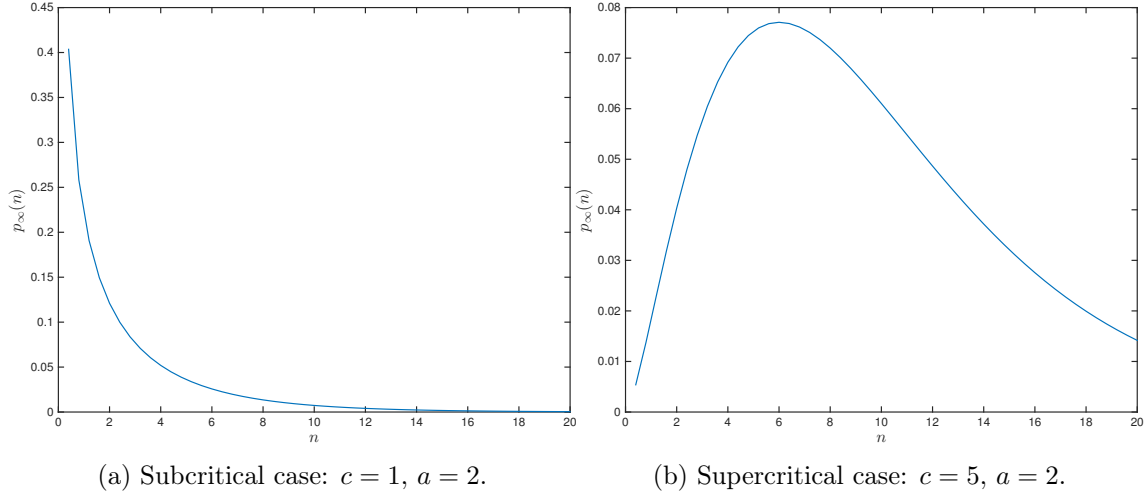 0.45
0.4
0.35
0.3
0.25
0.2
0.15
0.1
0.05
0
p∞(n)
0 2 4 6 8 10 12 14 16 18 20
n
(a) Subcritical case: c = 1, a = 2.
0.08
0.07
0.06
0.05
0.04
0.03
0.02
0.01
0
p∞(n)
0 2 4 6 8 10 12 14 16 18 20
n
(b) Supercritical case: c = 5, a = 2.